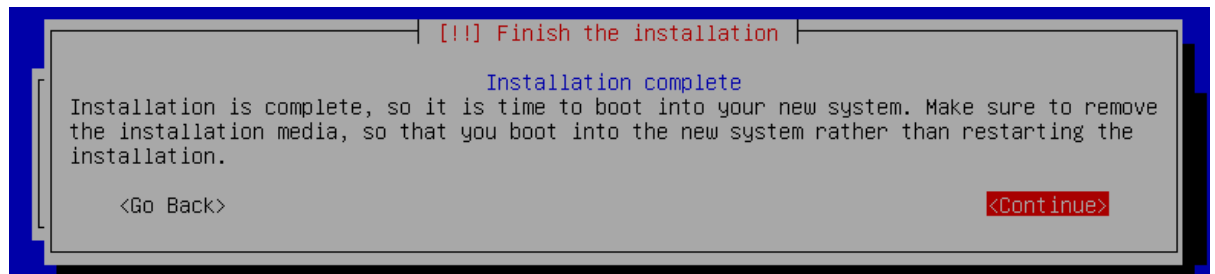 [!!] Finish the installation
Installation complete
Installation is complete, so it is time to boot into your new system. Make sure to remove
the installation media, so that you boot into the new system rather than restarting the
installation.
<Go Back> <Continue>